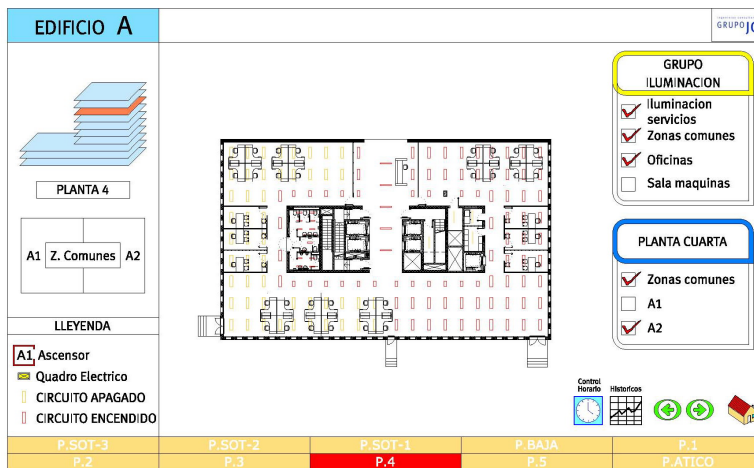 EDIFICIO A
GRUPO JG
PLANTA 4
A1
Z. Comunes
A2
LLEYENDA
A1 Ascensor
Quadro Electrico
CIRCUITO APAGADO
CIRCUITO ENCENDIDO
GRUPO
ILUMINACION
Iluminacion
servicios
Zonas comunes
Oficinas
Sala maquinas
PLANTA CUARTA
Zonas comunes
A1
A2
Control
Horario
Historicos
P.SOT-3
P.SOT-2
P.SOT-1
P.BAJA
P.1
P.2
P.3
P.4
P.5
P.ATICO